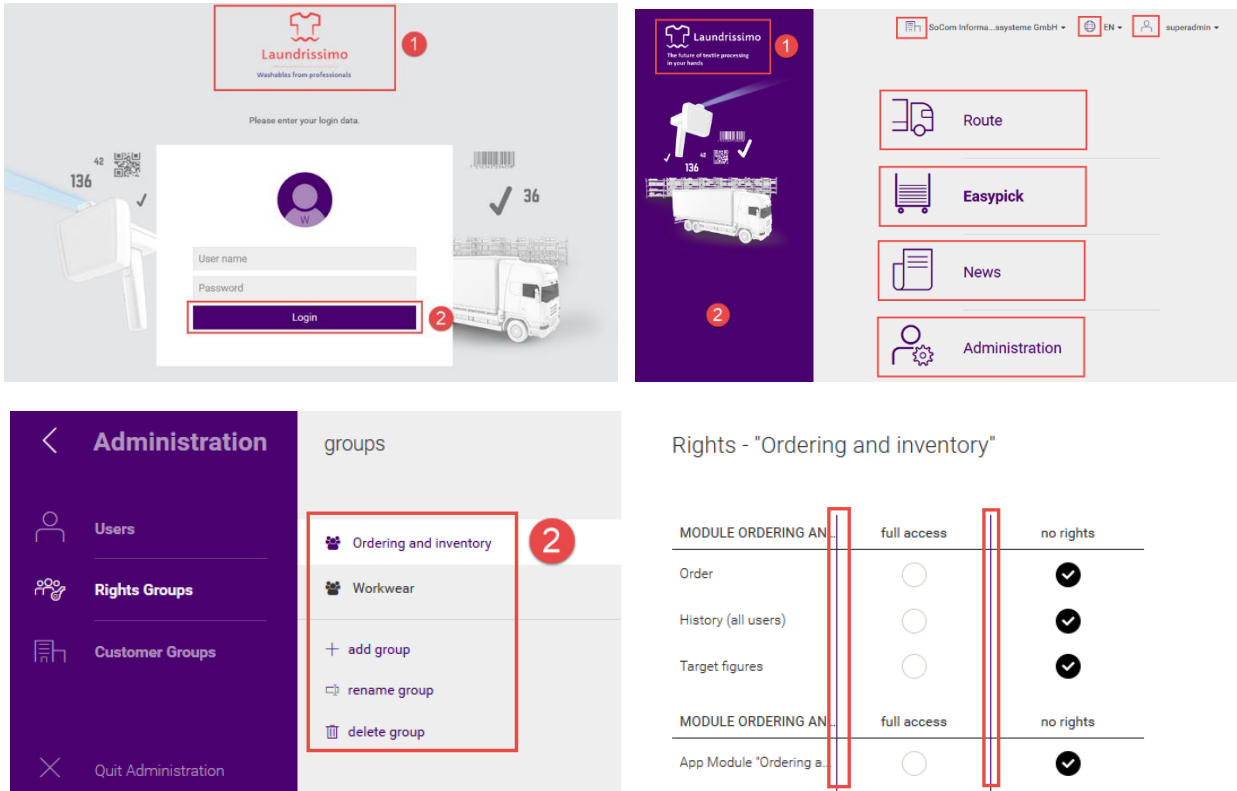 Laundrissimo
Washables from professionals
1
Please enter your login data.
42
136
36
W
User name
Password
Login
2
Laundrissimo
The future of textile processing
in your hands
1
SoCom Informa...ssysteme GmbH
EN
superadmin
42
136
2
Route
Easypick
News
Administration
Administration
Users
Rights Groups
Customer Groups
Quit Administration
groups
Ordering and inventory
2
Workwear
add group
rename group
delete group
Rights - "Ordering and inventory"
MODULE ORDERING AN... full access no rights
Order
History (all users)
Target figures
MODULE ORDERING AN... full access no rights
App Module "Ordering a...